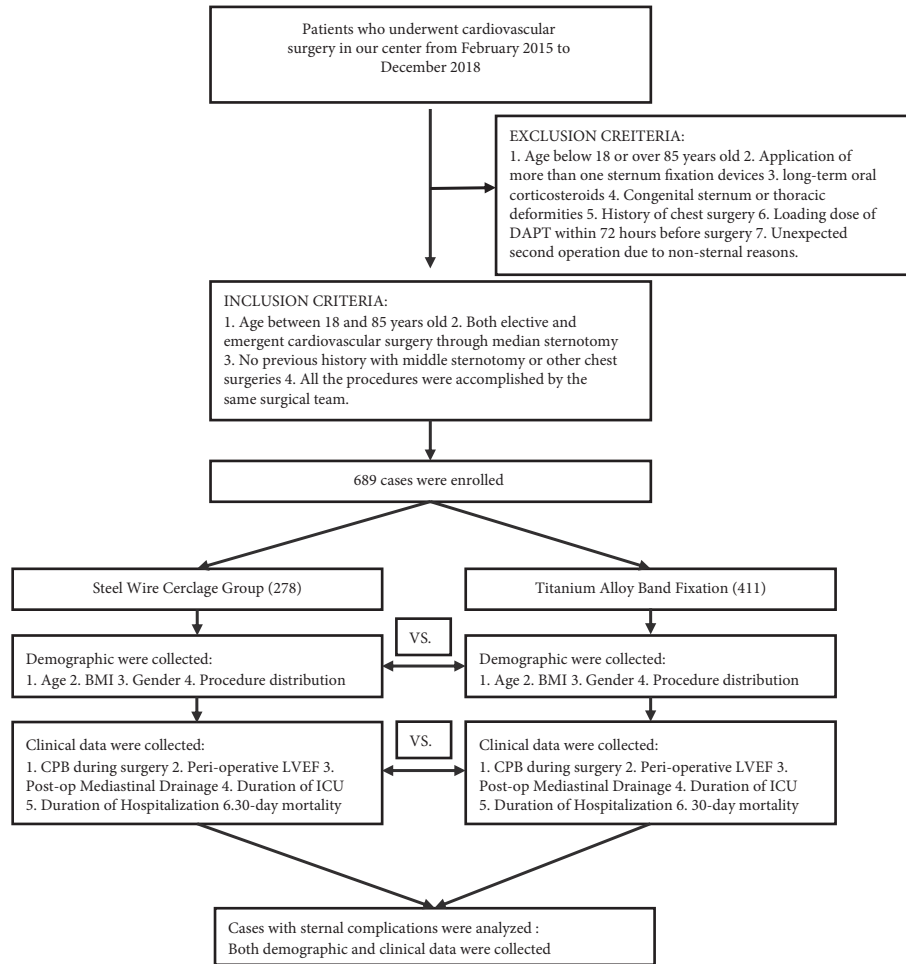 Patients who underwent cardiovascular
surgery in our center from February 2015 to
December 2018
EXCLUSION CREITERIA:
1. Age below 18 or over 85 years old 2. Application of
more than one sternum fixation devices 3. long-term oral
corticosteroids 4. Congenital sternum or thoracic
deformities 5. History of chest surgery 6. Loading dose of
DAPT within 72 hours before surgery 7. Unexpected
second operation due to non-sternal reasons.
INCLUSION CRITERIA:
1. Age between 18 and 85 years old 2. Both elective and
emergent cardiovascular surgery through median sternotomy
3. No previous history with middle sternotomy or other chest
surgeries 4. All the procedures were accomplished by the
same surgical team.
689 cases were enrolled
Steel Wire Cerclage Group (278)
Titanium Alloy Band Fixation (411)
VS.
Demographic were collected:
1. Age 2. BMI 3. Gender 4. Procedure distribution
Demographic were collected:
1. Age 2. BMI 3. Gender 4. Procedure distribution
VS.
Clinical data were collected:
1. CPB during surgery 2. Peri-operative LVEF 3.
Post-op Mediastinal Drainage 4. Duration of ICU
5. Duration of Hospitalization 6.30-day mortality
Clinical data were collected:
1. CPB during surgery 2. Peri-operative LVEF 3.
Post-op Mediastinal Drainage 4. Duration of ICU
5. Duration of Hospitalization 6. 30-day mortality
Cases with sternal complications were analyzed :
Both demographic and clinical data were collected